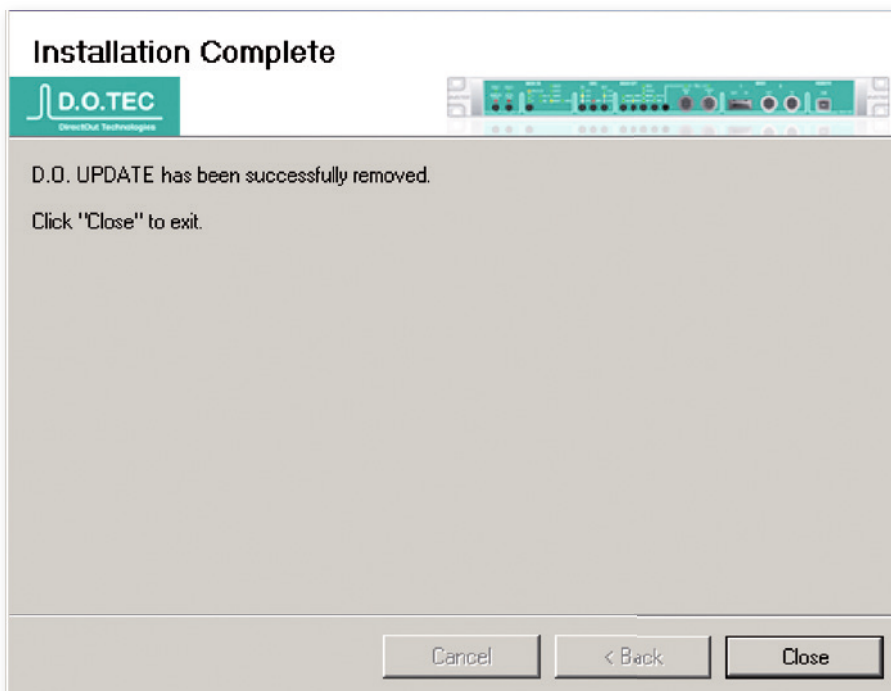 Installation Complete
D.O.TEC
DirectOut Technologies
D.O. UPDATE has been successfully removed.
Click "Close" to exit.
Cancel
< Back
Close